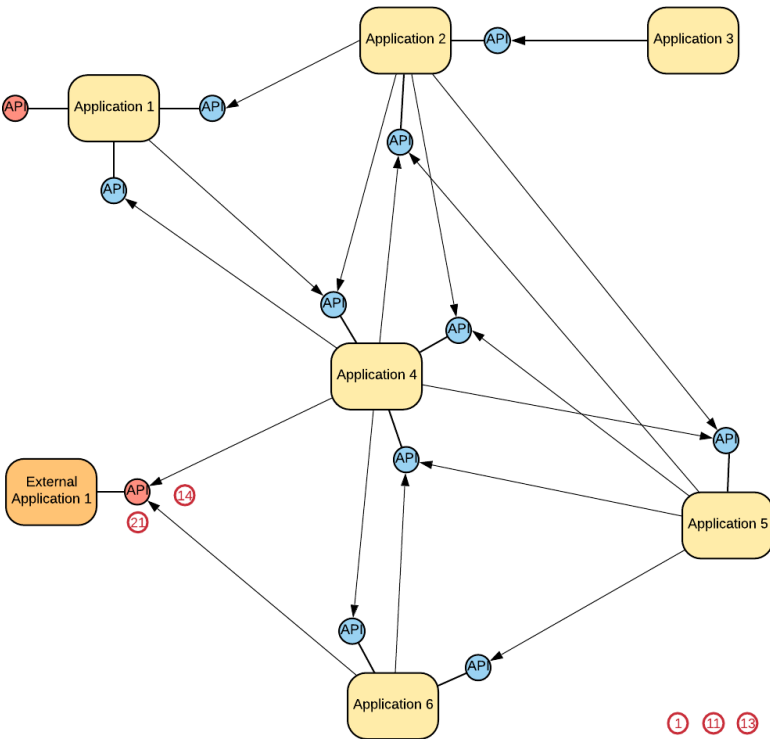 Application 2
API
Application 3
API
Application 1
API
API
API
API
API
Application 4
API
API
External
Application 1
API
14
21
Application 5
API
API
Application 6
1
11
13